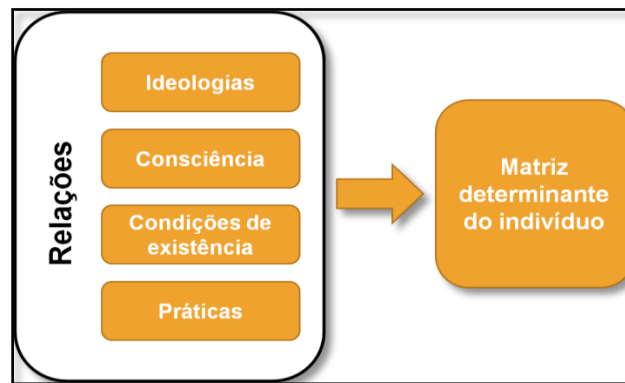 Relações
Ideologias
Consciência
Condições de
existência
Práticas
Matriz
determinante
do indivíduo